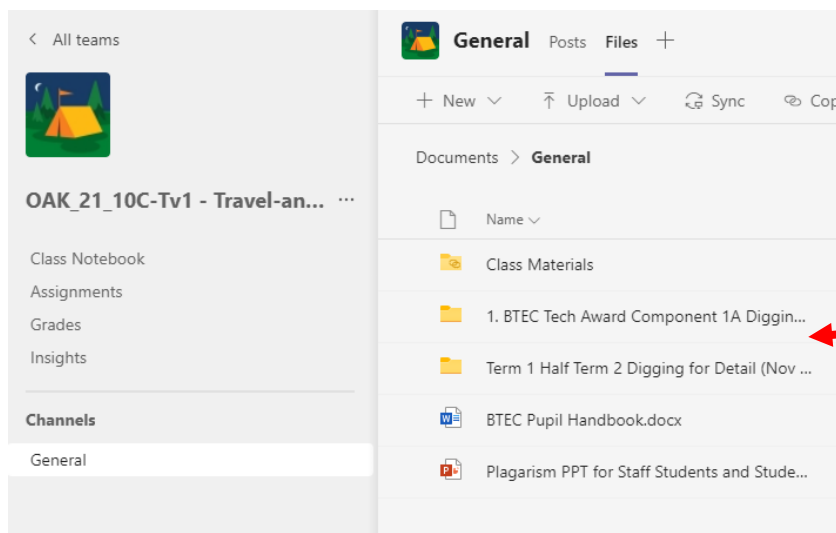 All teams
OAK_21_10C-Tv1 - Travel-an... ...
Class Notebook
Assignments
Grades
Insights
Channels
General
General Posts Files
New Upload Sync Cop
Documents > General
Name
Class Materials
1. BTEC Tech Award Component 1A Diggin...
Term 1 Half Term 2 Digging for Detail (Nov ...
BTEC Pupil Handbook.docx
Plagarism PPT for Staff Students and Stude...